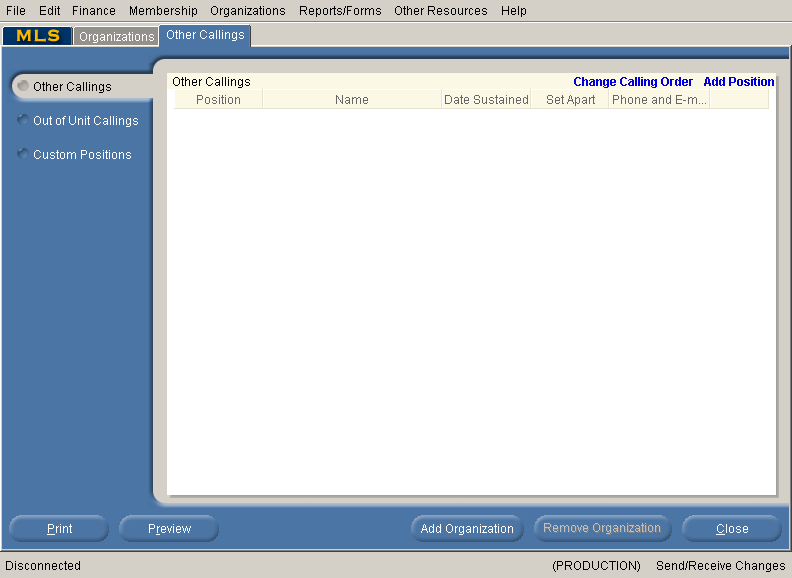 File Edit Finance Membership Organizations Reports/Forms Other Resources Help
MLS Organizations Other Callings
Other Callings
Out of Unit Callings
Custom Positions
Other Callings Change Calling Order Add Position
Position Name Date Sustained Set Apart Phone and E-m...
Print Preview Add Organization Remove Organization Close
Disconnected (PRODUCTION) Send/Receive Changes